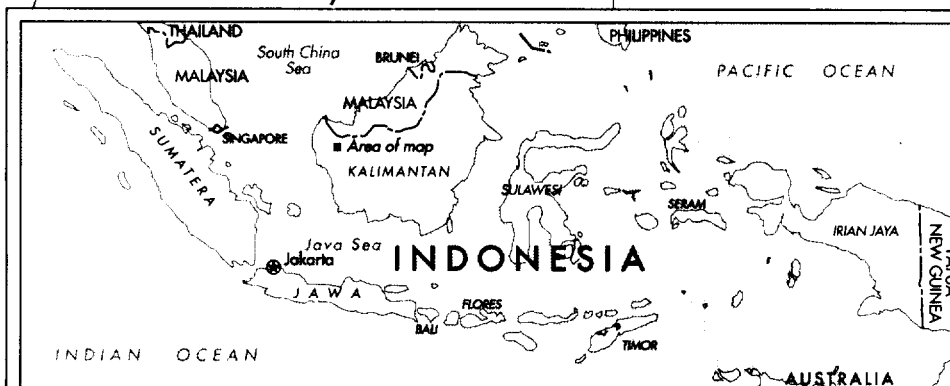 THAILAND
PHILIPPINES
South China
Sea
BRUNEI
PACIFIC OCEAN
MALAYSIA
MALAYSIA
SINGAPORE
Area of map
SUMATERA
KALIMANTAN
SULAWESI
SERAM
IRIAN JAYA
NEW GUINEA
Java Sea
INDONESIA
Jakarta
JAWA
FLORES
BALI
TIMOR
INDIAN OCEAN
AUSTRALIA